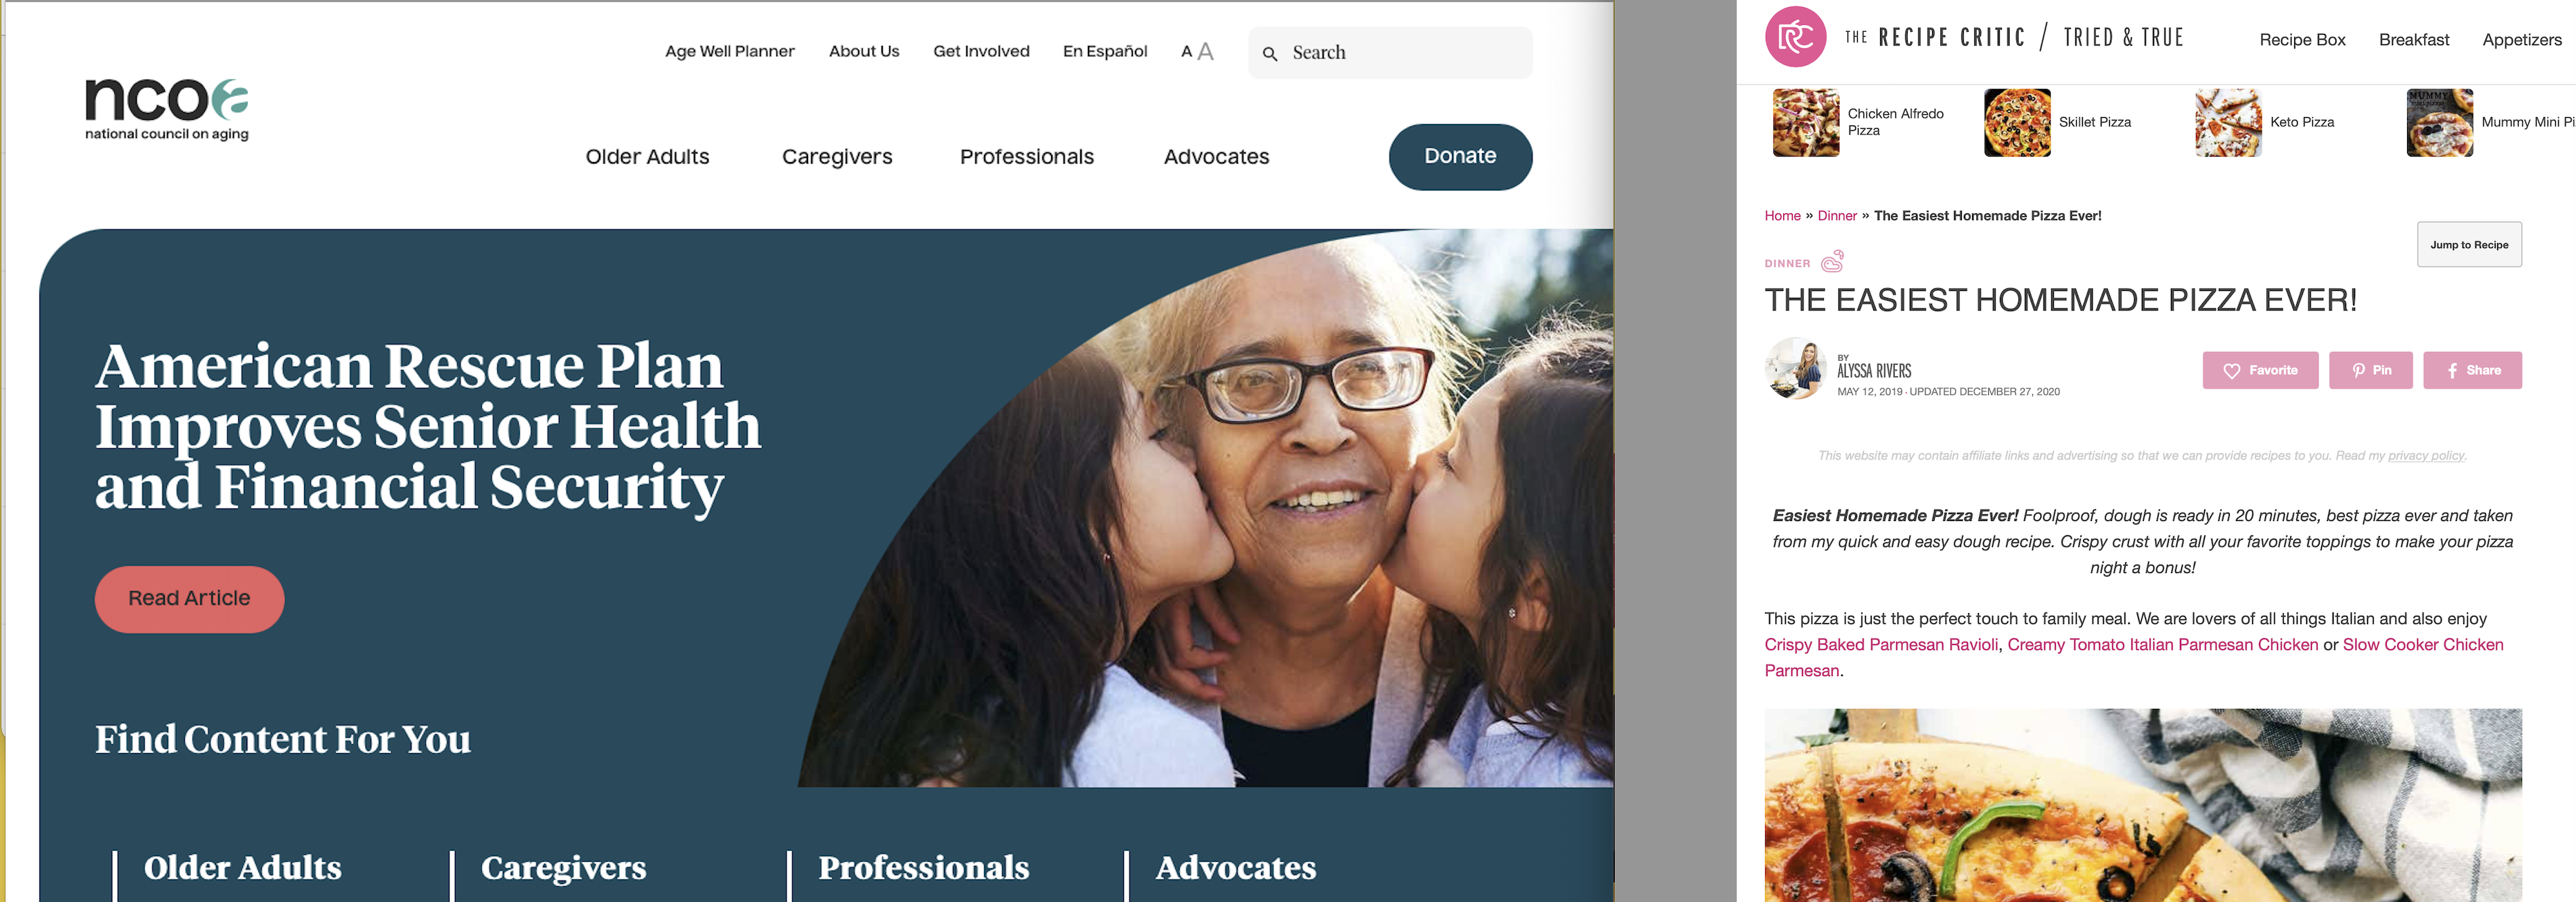 Age Well Planner About Us Get Involved En Español A A Search
ncoa
national council on aging
Older Adults Caregivers Professionals Advocates Donate
American Rescue Plan
Improves Senior Health
and Financial Security
Read Article
Find Content For You
Older Adults Caregivers Professionals Advocates
RC THE RECIPE CRITIC / TRIED & TRUE Recipe Box Breakfast Appetizers
Chicken Alfredo
Pizza
Skillet Pizza
Keto Pizza
MUMMY
Mummy Mini Pi
Home » Dinner » The Easiest Homemade Pizza Ever!
Jump to Recipe
DINNER
THE EASIEST HOMEMADE PIZZA EVER!
BY
ALYSSA RIVERS
MAY 12, 2019 · UPDATED DECEMBER 27, 2020
Favorite Pin Share
This website may contain affiliate links and advertising so that we can provide recipes to you. Read my privacy policy.
Easiest Homemade Pizza Ever! Foolproof, dough is ready in 20 minutes, best pizza ever and taken
from my quick and easy dough recipe. Crispy crust with all your favorite toppings to make your pizza
night a bonus!
This pizza is just the perfect touch to family meal. We are lovers of all things Italian and also enjoy
Crispy Baked Parmesan Ravioli, Creamy Tomato Italian Parmesan Chicken or Slow Cooker Chicken
Parmesan.